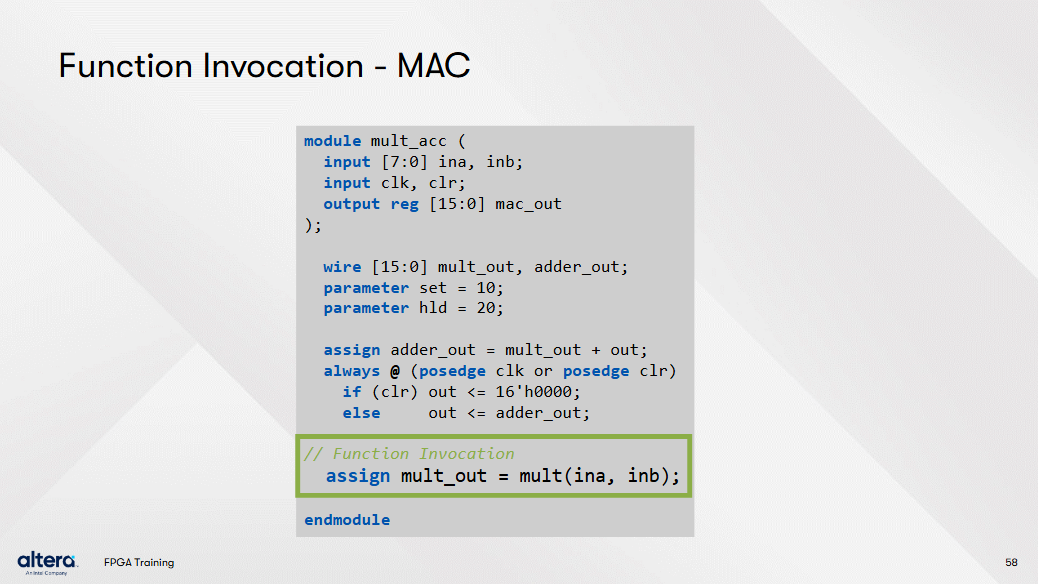 Function Invocation - MAC
module mult_acc (
input [7:0] ina, inb;
input clk, clr;
output reg [15:0] mac_out
);
wire [15:0] mult_out, adder_out;
parameter set = 10;
parameter hld = 20;
assign adder_out = mult_out + out;
always @ (posedge clk or posedge clr)
if (clr) out <= 16'h0000;
else     out <= adder_out;
// Function Invocation
assign mult_out = mult(ina, inb);
endmodule
altera.
An Intel Company
FPGA Training
58